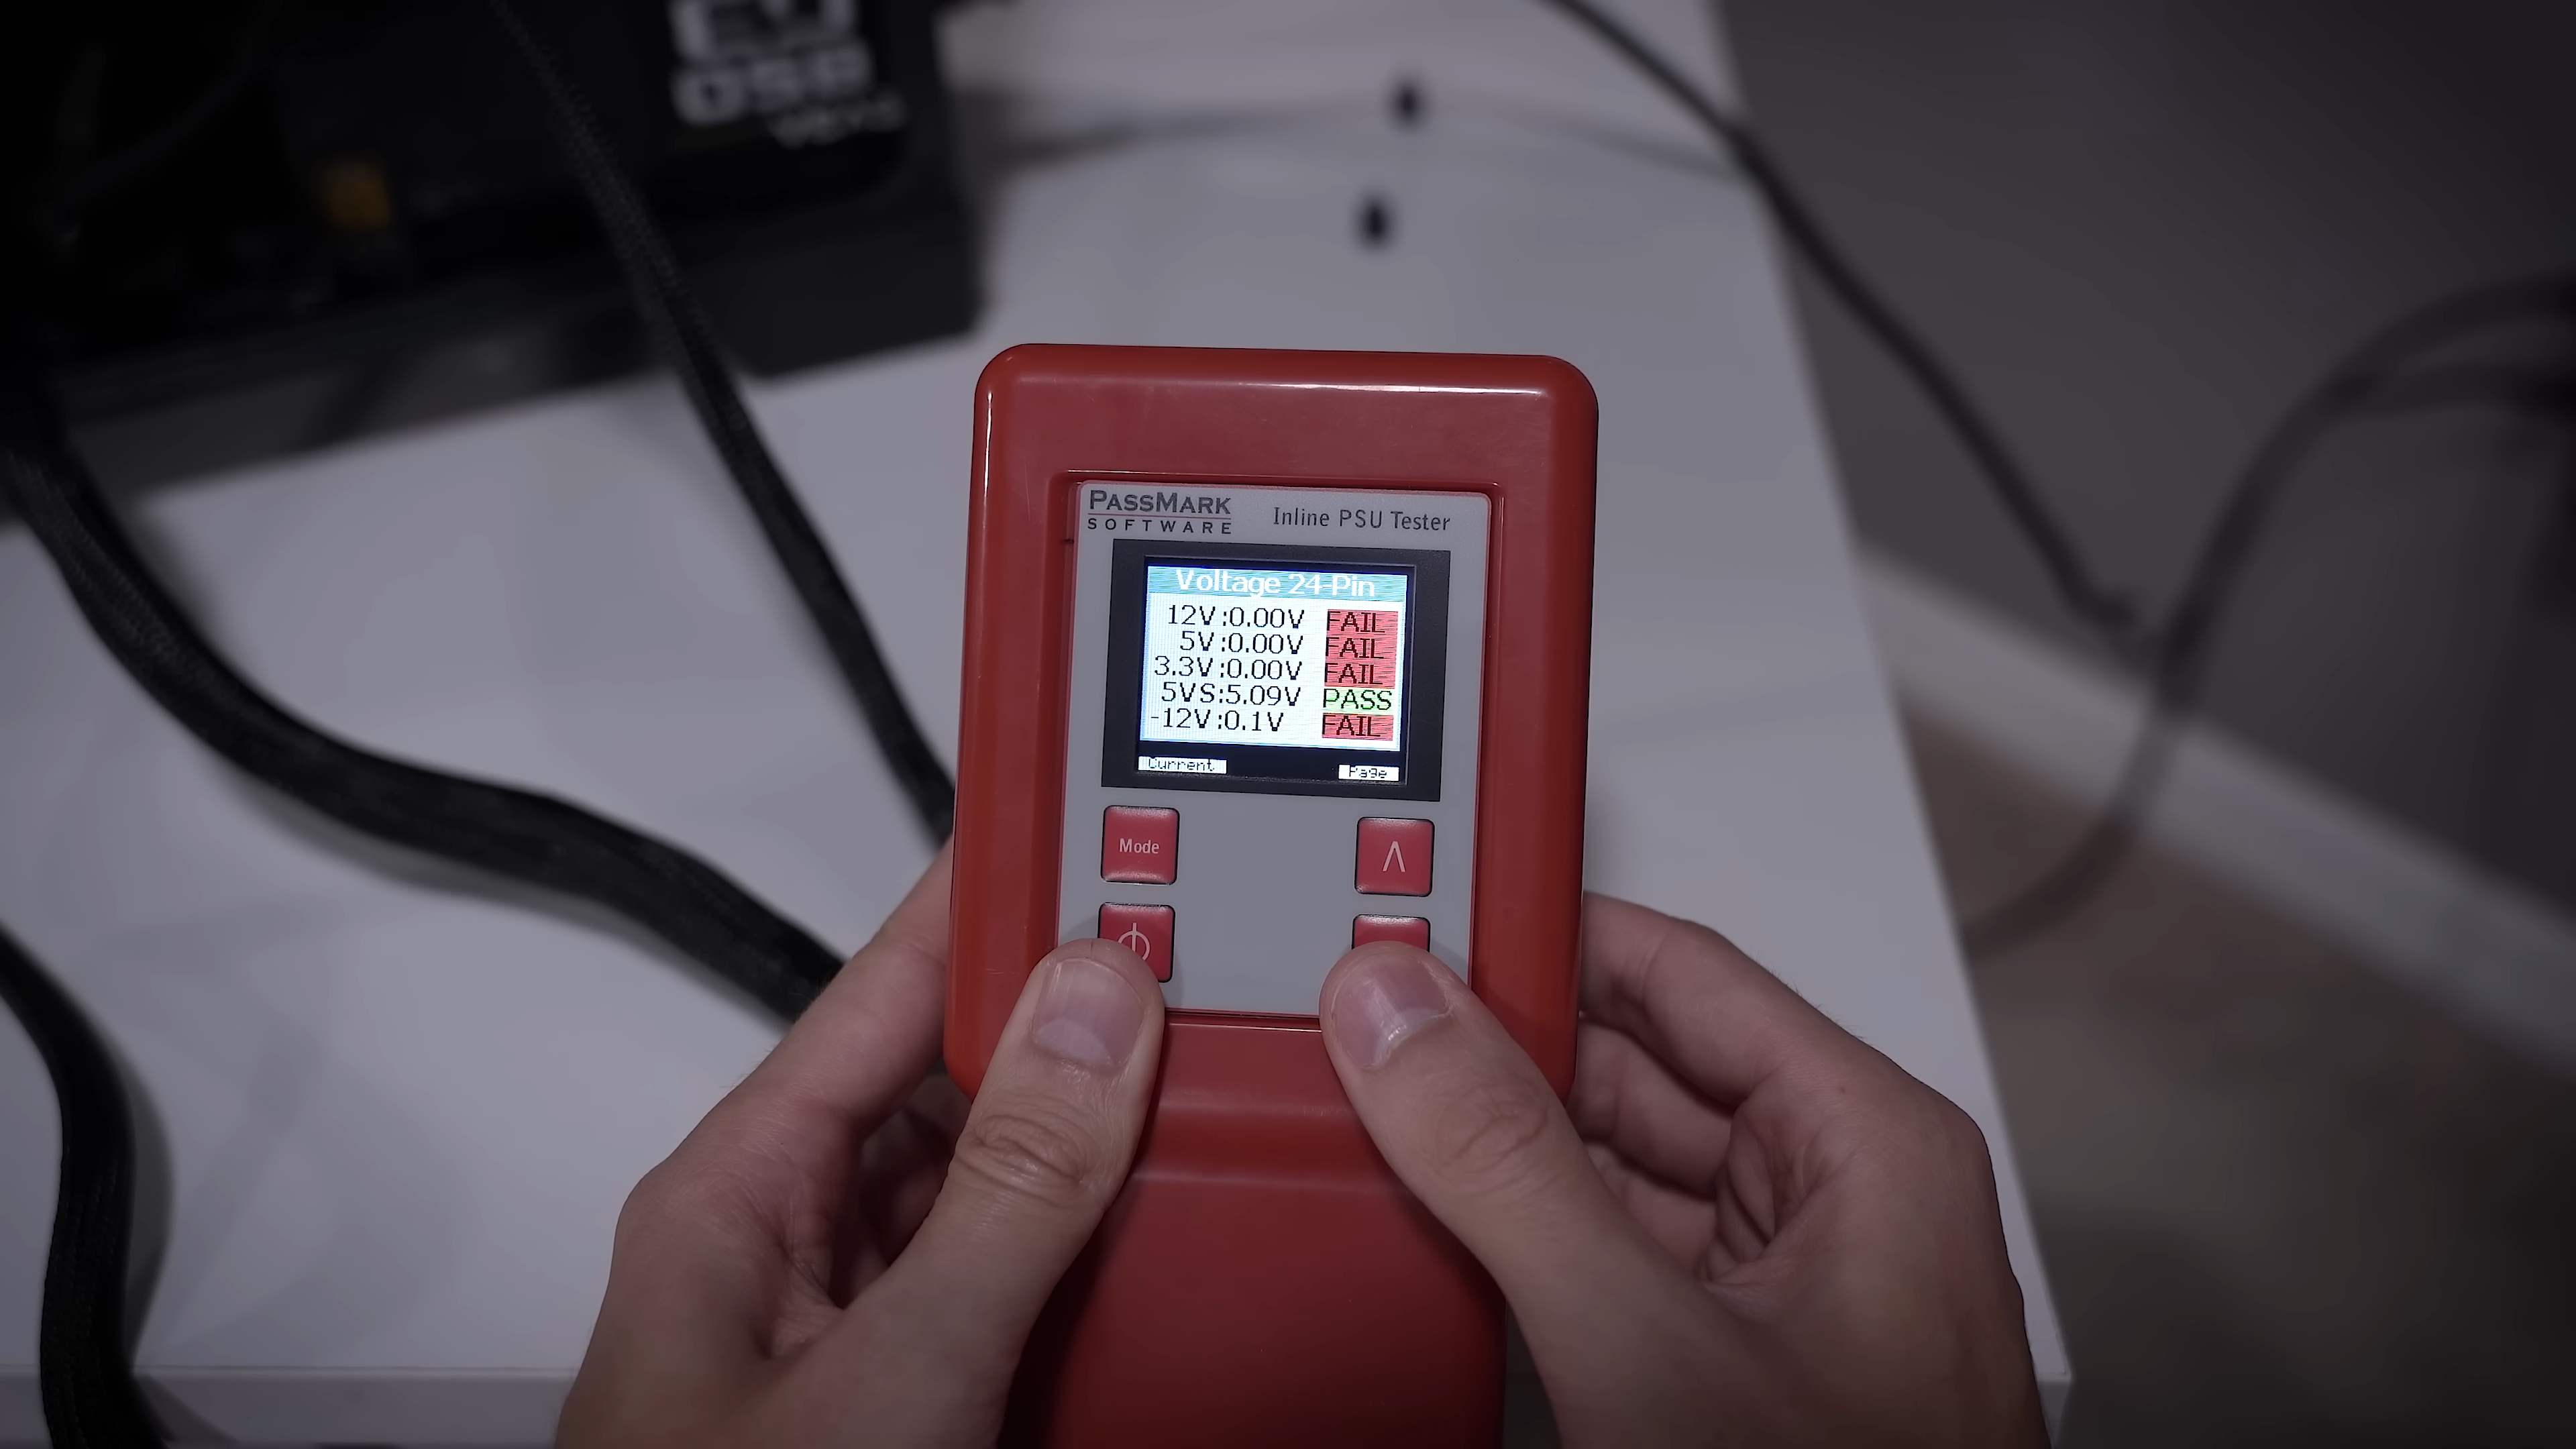 PASSMARK
SOFTWARE
Inline PSU Tester
Voltage 24-Pin
12V:0.00V FAIL
5V:0.00V FAIL
3.3V:0.00V FAIL
5VS:5.09V PASS
-12V:0.1V FAIL
Current Page
Mode